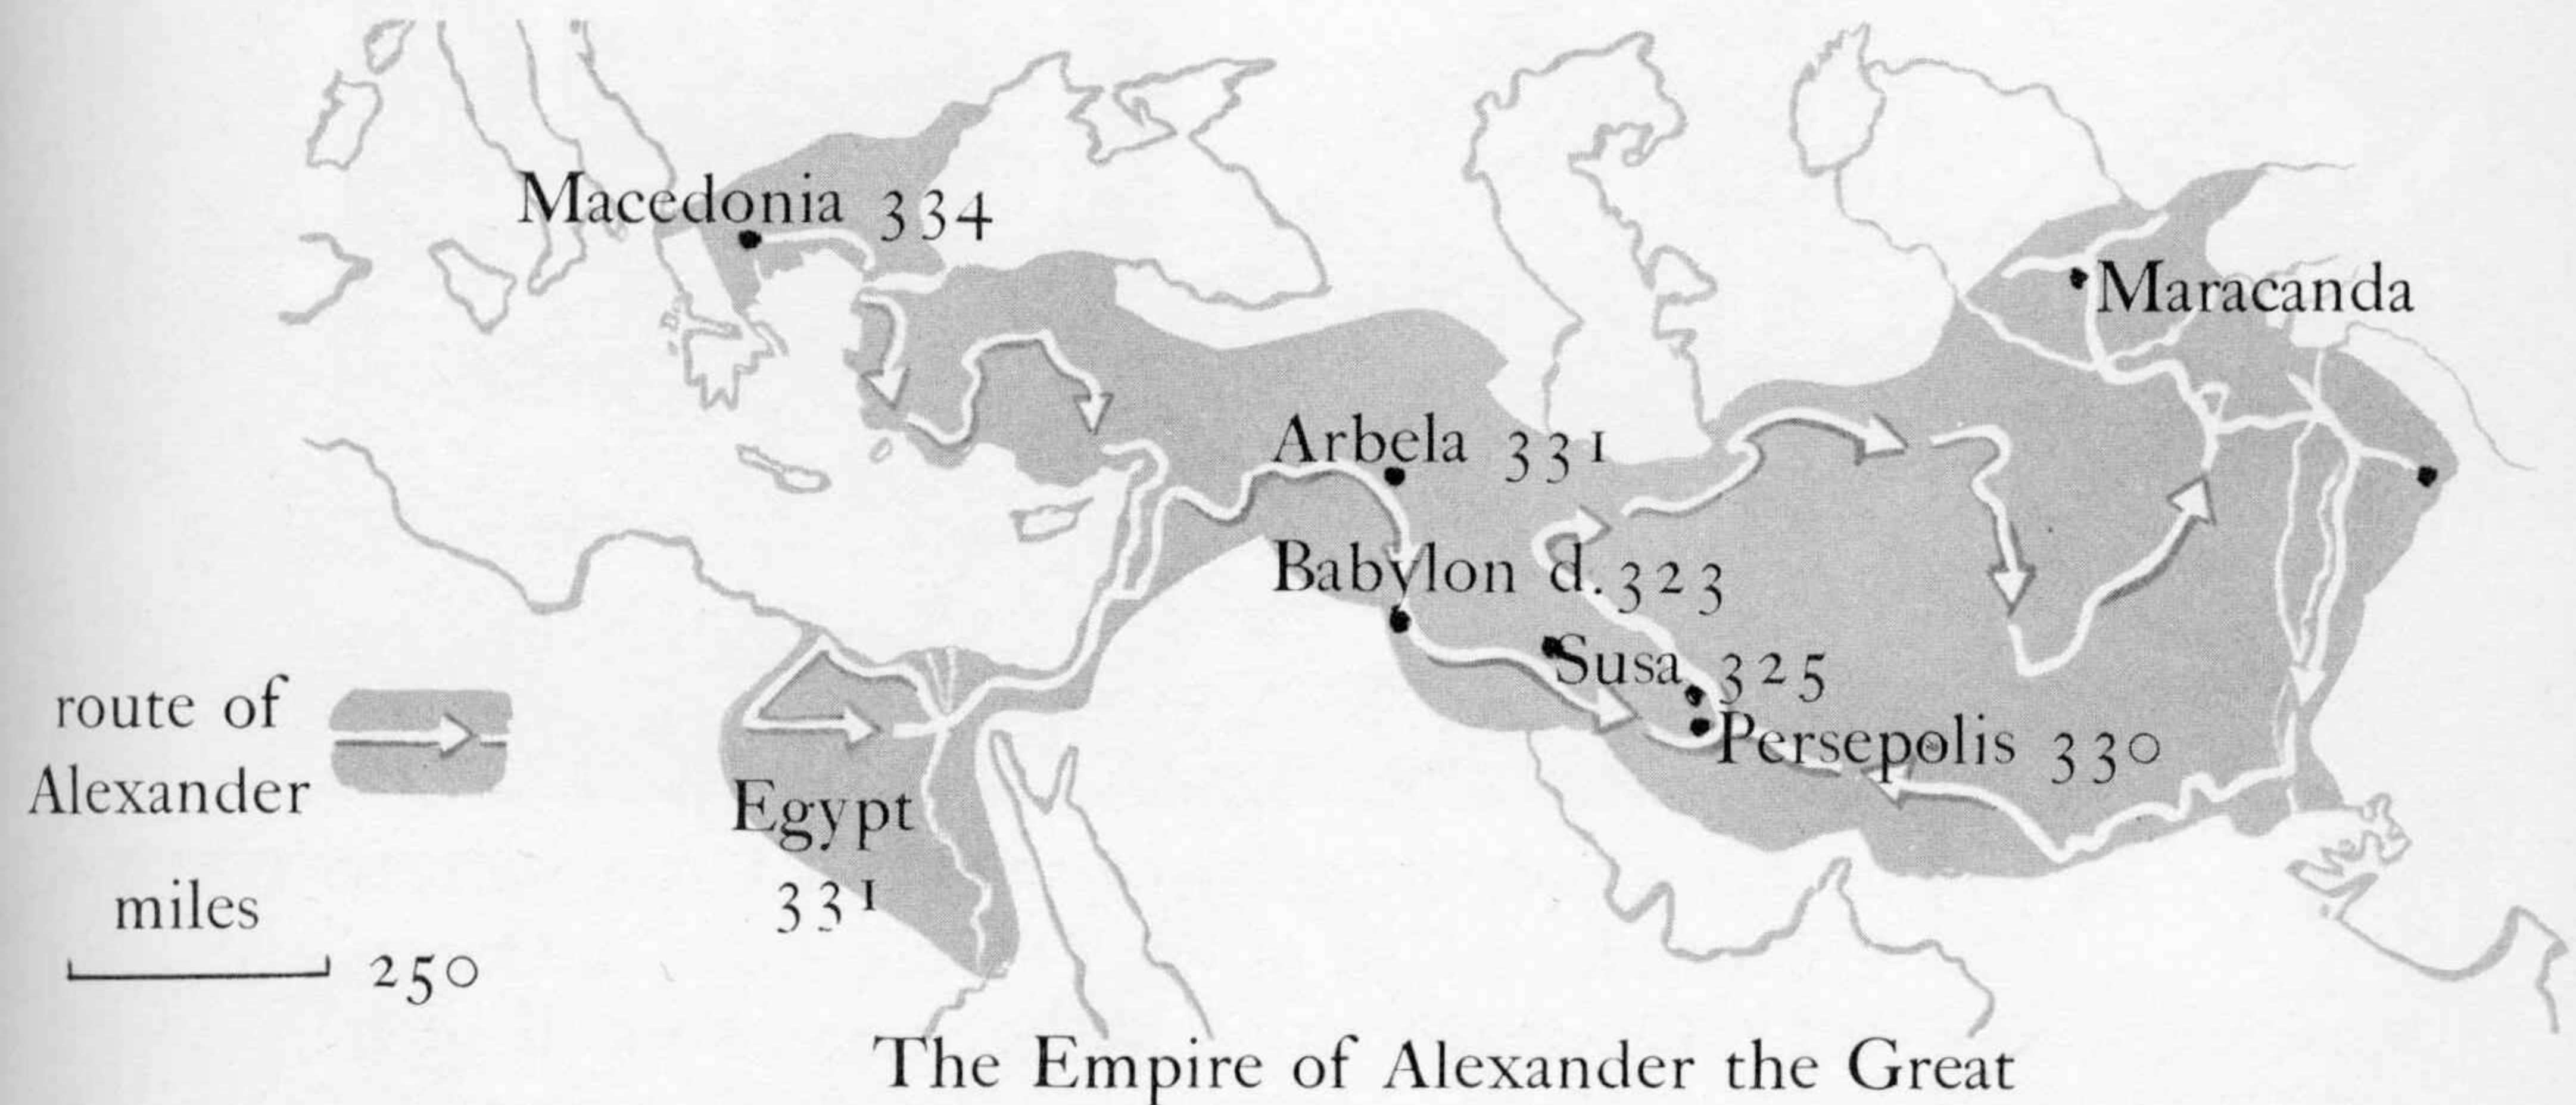 Macedonia 334
Maracanda
Arbela 331
Babylon d. 323
Susa 325
Persepolis 330
Egypt
331
route of
Alexander
miles
250
The Empire of Alexander the Great